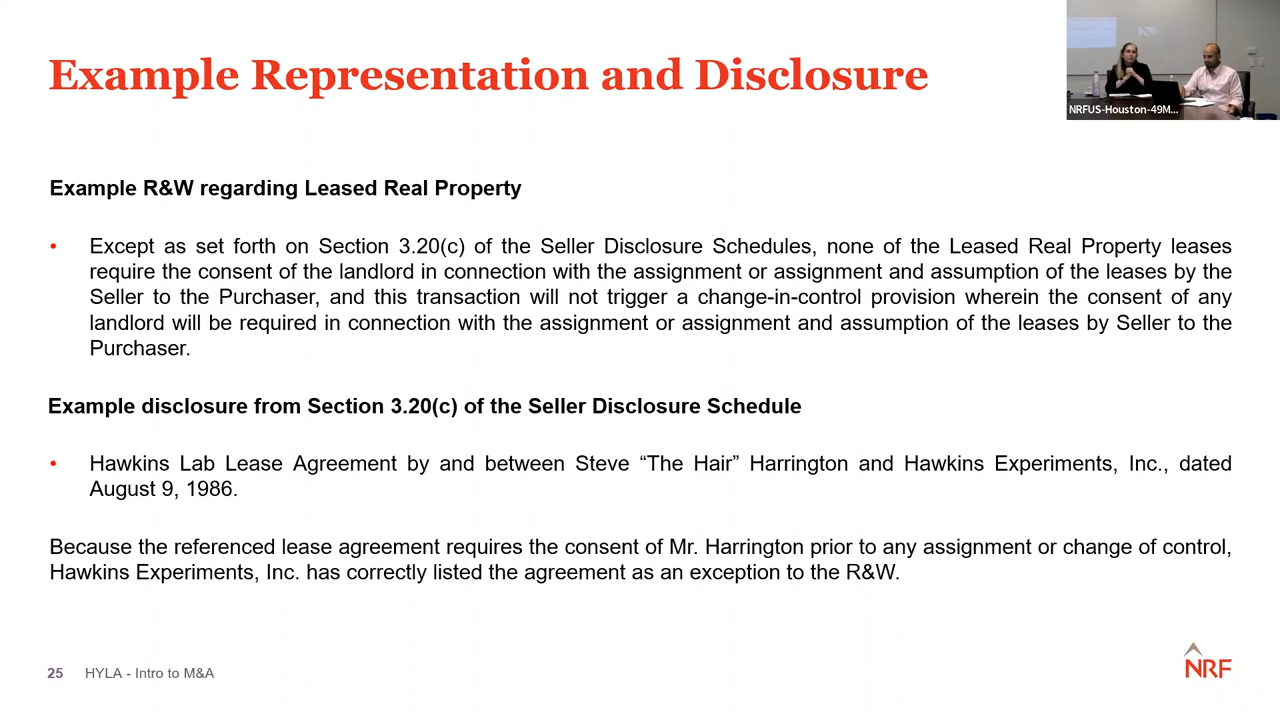 Example Representation and Disclosure
NRFUS-Houston-49M...
Example R&W regarding Leased Real Property
• Except as set forth on Section 3.20(c) of the Seller Disclosure Schedules, none of the Leased Real Property leases
require the consent of the landlord in connection with the assignment or assignment and assumption of the leases by the
Seller to the Purchaser, and this transaction will not trigger a change-in-control provision wherein the consent of any
landlord will be required in connection with the assignment or assignment and assumption of the leases by Seller to the
Purchaser.
Example disclosure from Section 3.20(c) of the Seller Disclosure Schedule
• Hawkins Lab Lease Agreement by and between Steve “The Hair” Harrington and Hawkins Experiments, Inc., dated
August 9, 1986.
Because the referenced lease agreement requires the consent of Mr. Harrington prior to any assignment or change of control,
Hawkins Experiments, Inc. has correctly listed the agreement as an exception to the R&W.
25 HYLA - Intro to M&A
NRF